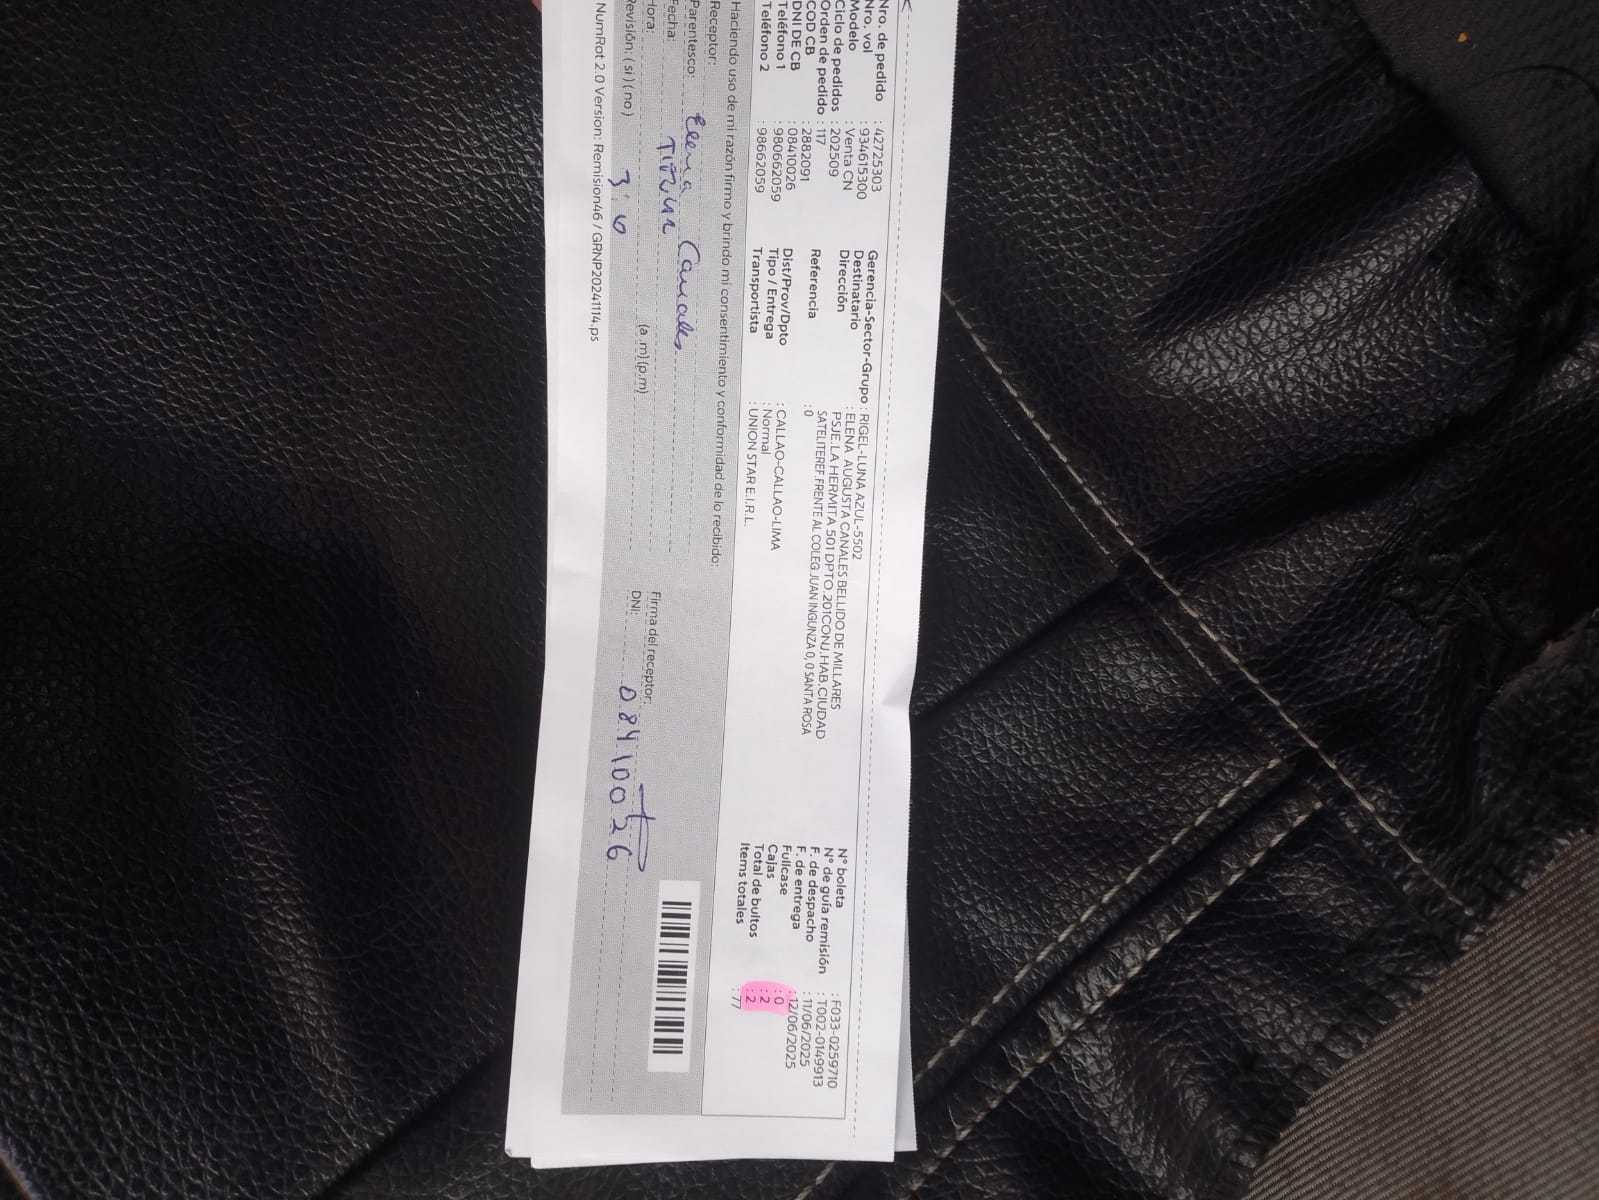 Nro. de pedido : 42725303
Nro. vol : 934615300
Modelo : Venta CN
Ciclo de pedidos : 202509
Orden de pedido : 117
COD CB : 2882091
DNI DE CB : 08410026
Teléfono 1 : 980662059
Teléfono 2 : 98662059
Gerencia-Sector-Grupo : RIGEL-LUNA AZUL-5502
Destinatario : ELENA AUGUSTA CANALES BELLIDO DE MILLARES
Dirección : PSJE.LA HERMITA 501 DPTO.201CONJ.HAB.CIUDAD
SATELITEREF.FRENTE AL COLEG JUAN INGUNZA 0, 0 SANTA ROSA
Referencia : 0
Dist/Prov/Dpto : CALLAO-CALLAO-LIMA
Tipo / Entrega : Normal
Transportista : UNION STAR E.I.R.L.
N° boleta : F033-0259710
N° de guía remisión : T002-0149913
F. de despacho : 11/06/2025
F. de entrega : 12/06/2025
Fullcase : 0
Cajas : 2
Total de bultos : 2
Items totales : 77
Haciendo uso de mi razón firmo y brindo mi consentimiento y conformidad de lo recibido:
Receptor: Elena Canales
Parentesco: Titular
Fecha:
Hora: (a.m)(p.m)
Revisión: (si) (no) 3:6
Firma del receptor:
DNI: 08410026
NumRot 2.0 Version: Remision46 / GRNP20241114.ps